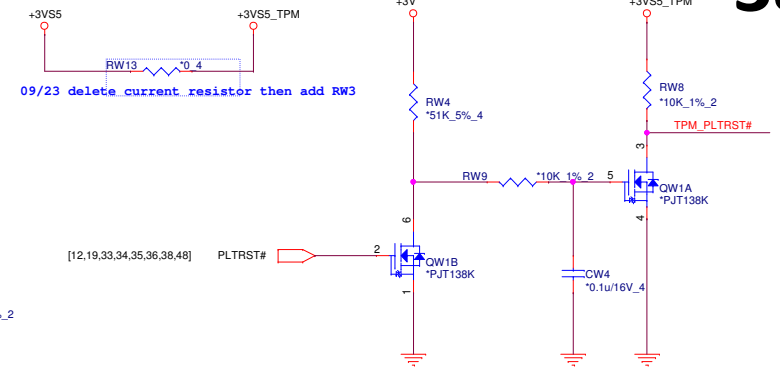 +3VS5
+3VS5_TPM
+3V
+3VS5_TPM
RW13
*0_4
09/23 delete current resistor then add RW3
RW4
*51K_5%_4
RW8
*10K_1%_2
TPM_PLTRST#
3
RW9
*10K_1%_2
5
QW1A
*PJT138K
4
6
[12,19,33,34,35,36,38,48]
PLTRST#
2
QW1B
*PJT138K
1
CW4
*0.1u/16V_4
_2